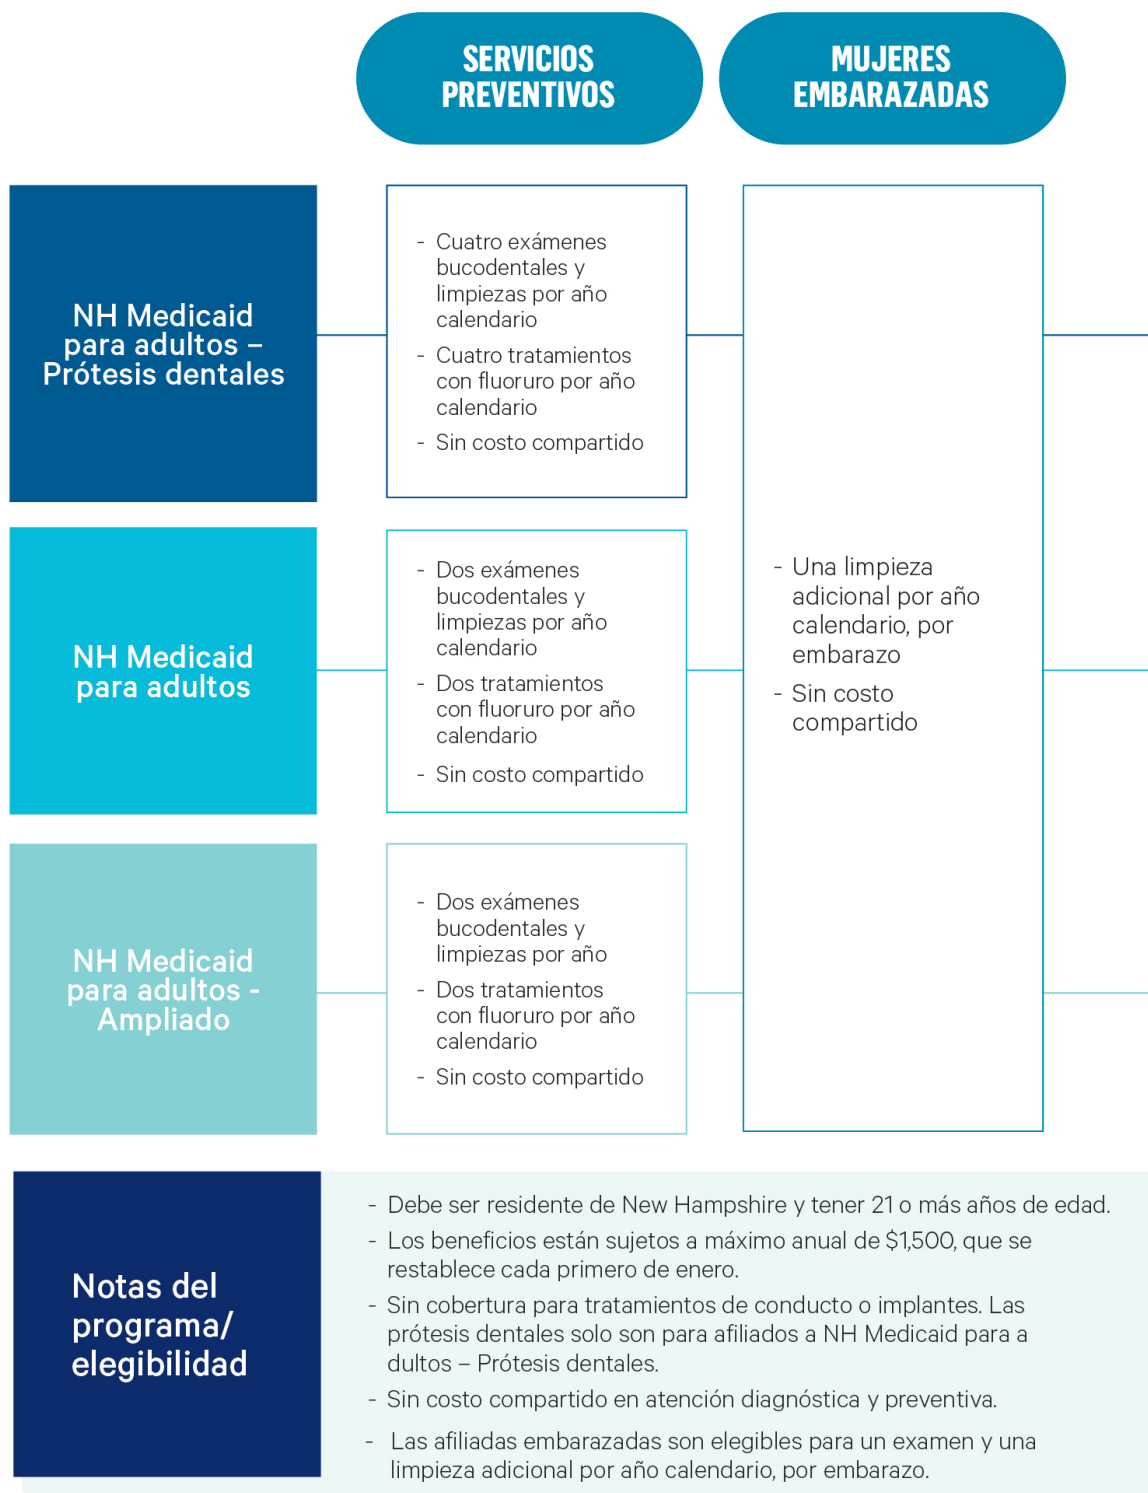 SERVICIOS
PREVENTIVOS
MUJERES
EMBARAZADAS
NH Medicaid
para adultos –
Prótesis dentales
- Cuatro exámenes
bucodentales y
limpiezas por año
calendario
- Cuatro tratamientos
con fluoruro por año
calendario
- Sin costo compartido
NH Medicaid
para adultos
- Dos exámenes
bucodentales y
limpiezas por año
calendario
- Dos tratamientos
con fluoruro por año
calendario
- Sin costo compartido
- Una limpieza
adicional por año
calendario, por
embarazo
- Sin costo
compartido
NH Medicaid
para adultos -
Ampliado
- Dos exámenes
bucodentales y
limpiezas por año
- Dos tratamientos
con fluoruro por año
calendario
- Sin costo compartido
Notas del
programa/
elegibilidad
- Debe ser residente de New Hampshire y tener 21 o más años de edad.
- Los beneficios están sujetos a máximo anual de $1,500, que se
restablece cada primero de enero.
- Sin cobertura para tratamientos de conducto o implantes. Las
prótesis dentales solo son para afiliados a NH Medicaid para a
dultos – Prótesis dentales.
- Sin costo compartido en atención diagnóstica y preventiva.
- Las afiliadas embarazadas son elegibles para un examen y una
limpieza adicional por año calendario, por embarazo.